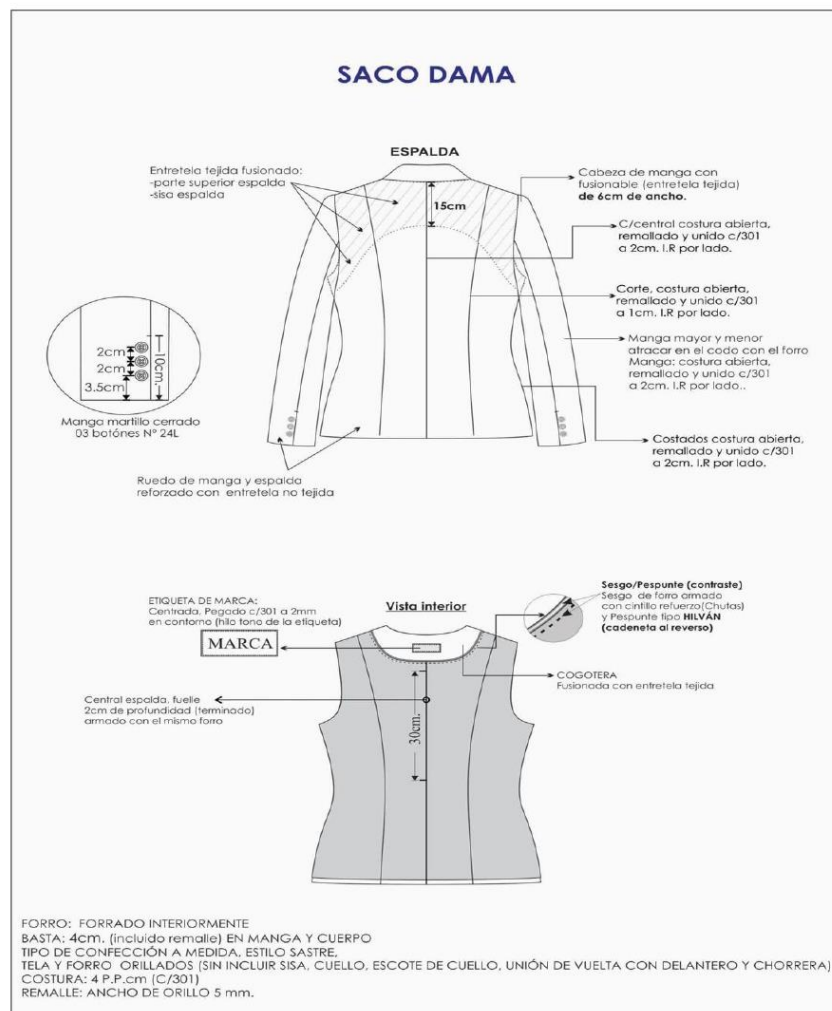 SACO DAMA
ESPALDA
Entretela tejida fusionado:
-parte superior espalda
-sisa espalda
15cm
Cabeza de manga con
fusionable (entretela tejida)
de 6cm de ancho.
C/central costura abierta,
remallado y unido c/301
a 2cm. I.R por lado.
Corte, costura abierta,
remallado y unido c/301
a 1cm. I.R por lado.
Manga mayor y menor
atracar en el codo con el forro
Manga: costura abierta,
remallado y unido c/301
a 2cm. I.R por lado..
Costados costura abierta,
remallado y unido c/301
a 2cm. I.R por lado.
2cm
2cm
3.5cm
10cm.
Manga martillo cerrado
03 botónes N° 24L
Ruedo de manga y espalda
reforzado con entretela no tejida
ETIQUETA DE MARCA:
Centrada, Pegado c/301 a 2mm
en contorno (hilo tono de la etiqueta)
MARCA
Vista interior
Sesgo/Pespunte (contraste)
Sesgo de forro armado
con cintillo refuerzo(Chutas)
y Pespunte tipo HILVÁN
(cadeneta al reverso)
COGOTERA
Fusionada con entretela tejida
Central espalda, fuelle
2cm de profundidad (terminado)
armado con el mismo forro
30cm.
FORRO: FORRADO INTERIORMENTE
BASTA: 4cm. (incluido remalle) EN MANGA Y CUERPO
TIPO DE CONFECCIÓN A MEDIDA, ESTILO SASTRE,
TELA Y FORRO ORILLADOS (SIN INCLUIR SISA, CUELLO, ESCOTE DE CUELLO, UNIÓN DE VUELTA CON DELANTERO Y CHORRERA)
COSTURA: 4 P.P.cm (C/301)
REMALLE: ANCHO DE ORILLO 5 mm.